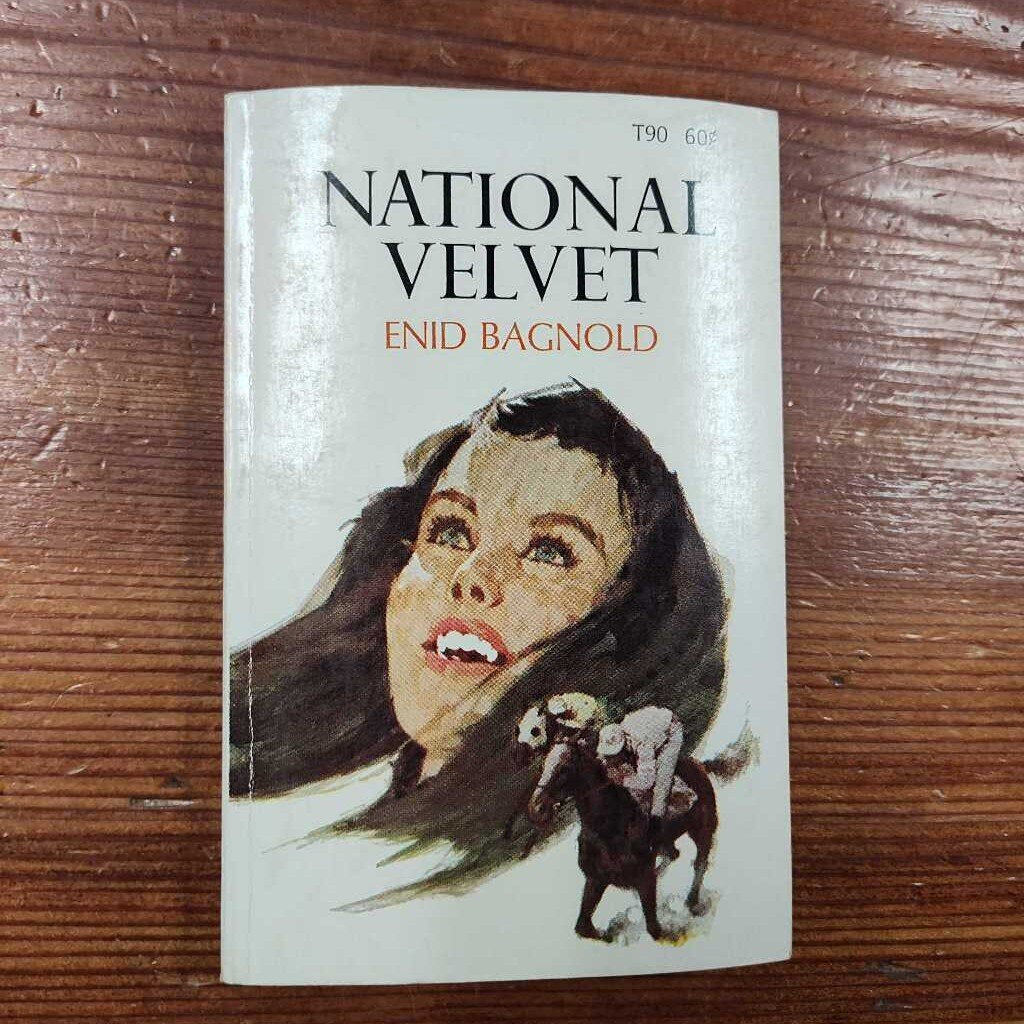 T90 60¢
NATIONAL
VELVET
ENID BAGNOLD